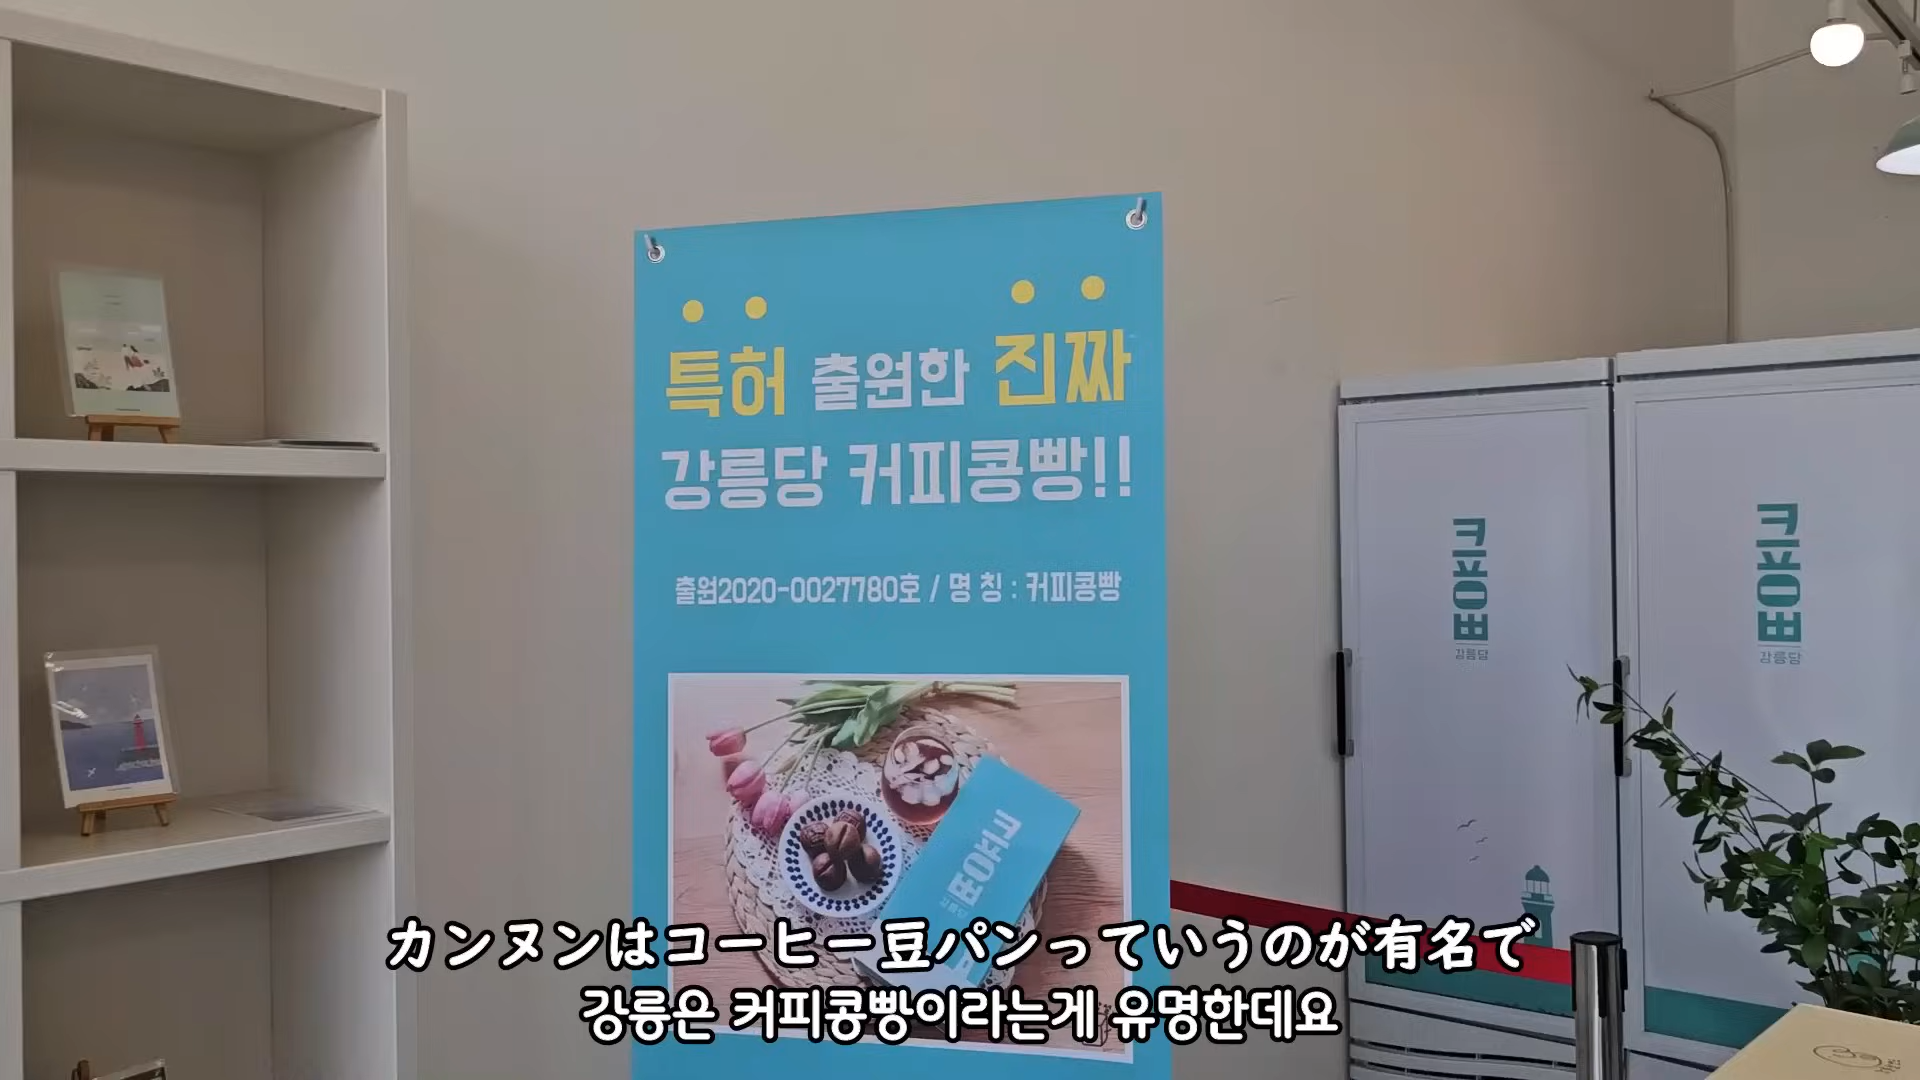 특허 출원한 진짜
강릉당 커피콩빵!!
출원2020-0027780호 / 명 칭 : 커피콩빵
커피콩빵
강릉당
커피콩빵
강릉당
강릉당
カンヌンはコーヒー豆パンっていうのが有名で
강릉은 커피콩빵이라는게 유명한데요